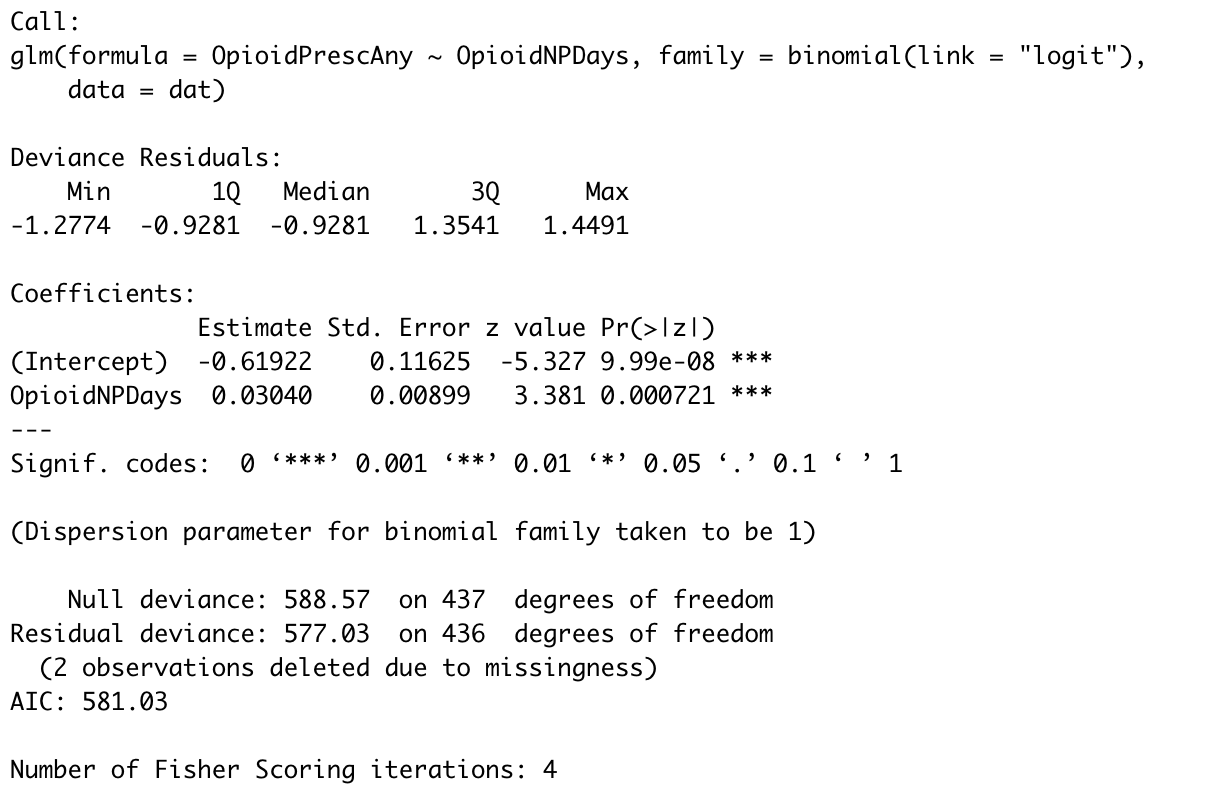 Call:
glm(formula = OpioidPrescAny ~ OpioidNPDays, family = binomial(link = "logit"),
    data = dat)

Deviance Residuals:
    Min       1Q   Median       3Q      Max
-1.2774  -0.9281  -0.9281   1.3541   1.4491

Coefficients:
             Estimate Std. Error z value Pr(>|z|)
(Intercept)  -0.61922    0.11625  -5.327 9.99e-08 ***
OpioidNPDays  0.03040    0.00899   3.381 0.000721 ***
---
Signif. codes:  0 ‘***’ 0.001 ‘**’ 0.01 ‘*’ 0.05 ‘.’ 0.1 ‘ ’ 1

(Dispersion parameter for binomial family taken to be 1)

    Null deviance: 588.57  on 437  degrees of freedom
Residual deviance: 577.03  on 436  degrees of freedom
  (2 observations deleted due to missingness)
AIC: 581.03

Number of Fisher Scoring iterations: 4